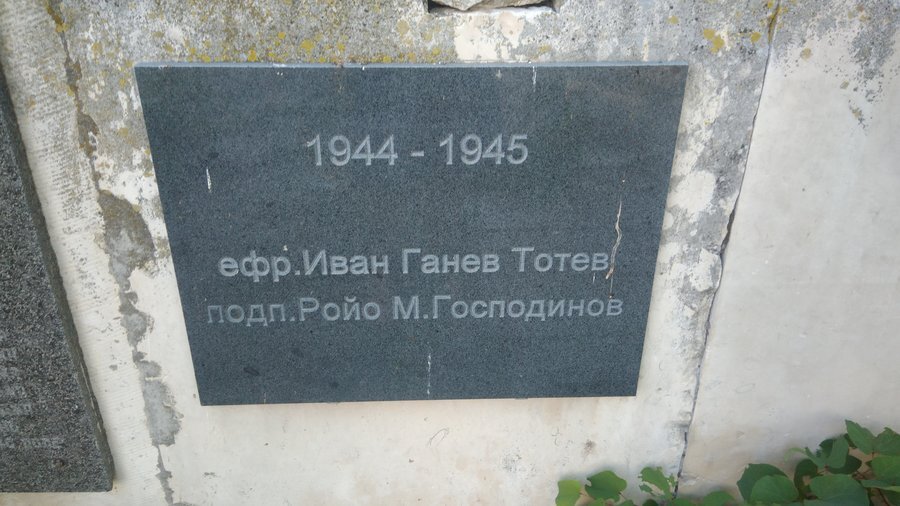 1944 - 1945
ефр.Иван Ганев Тотев
подп.Ройо М.Господинов